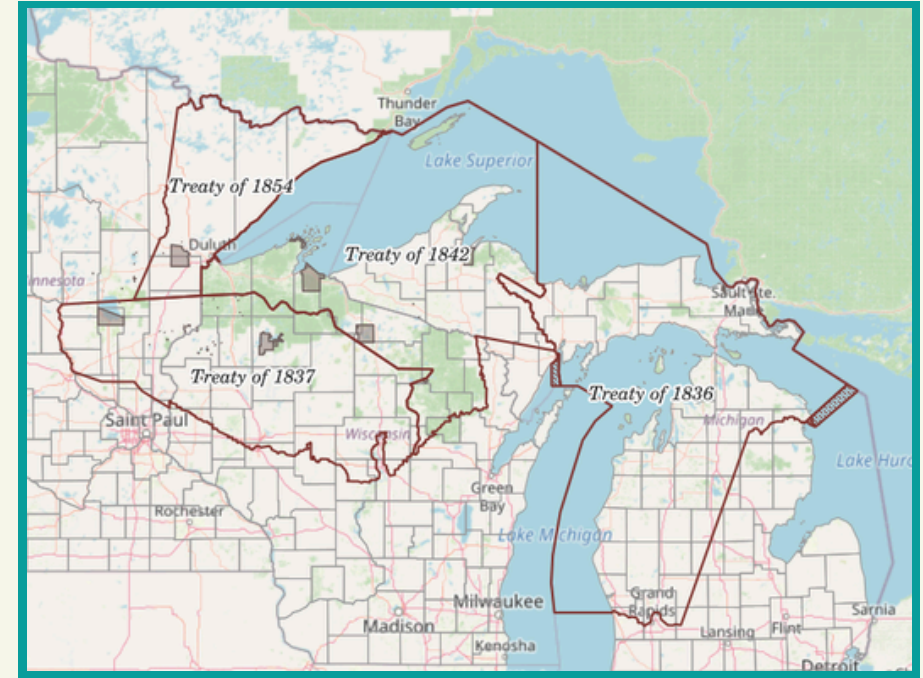 Thunder
Bay
Lake Superior
Treaty of 1854
Duluth
Treaty of 1842
innesota
Sault Ste.
Marie
Treaty of 1837
Treaty of 1836
Michigan
Saint Paul
Wisconsin
Lake Huro
Green
Bay
Rochester
Lake Michigan
Grand
Rapids
Milwaukee
Sarnia
Madison
Lansing
Flint
Kenosha
Detroit